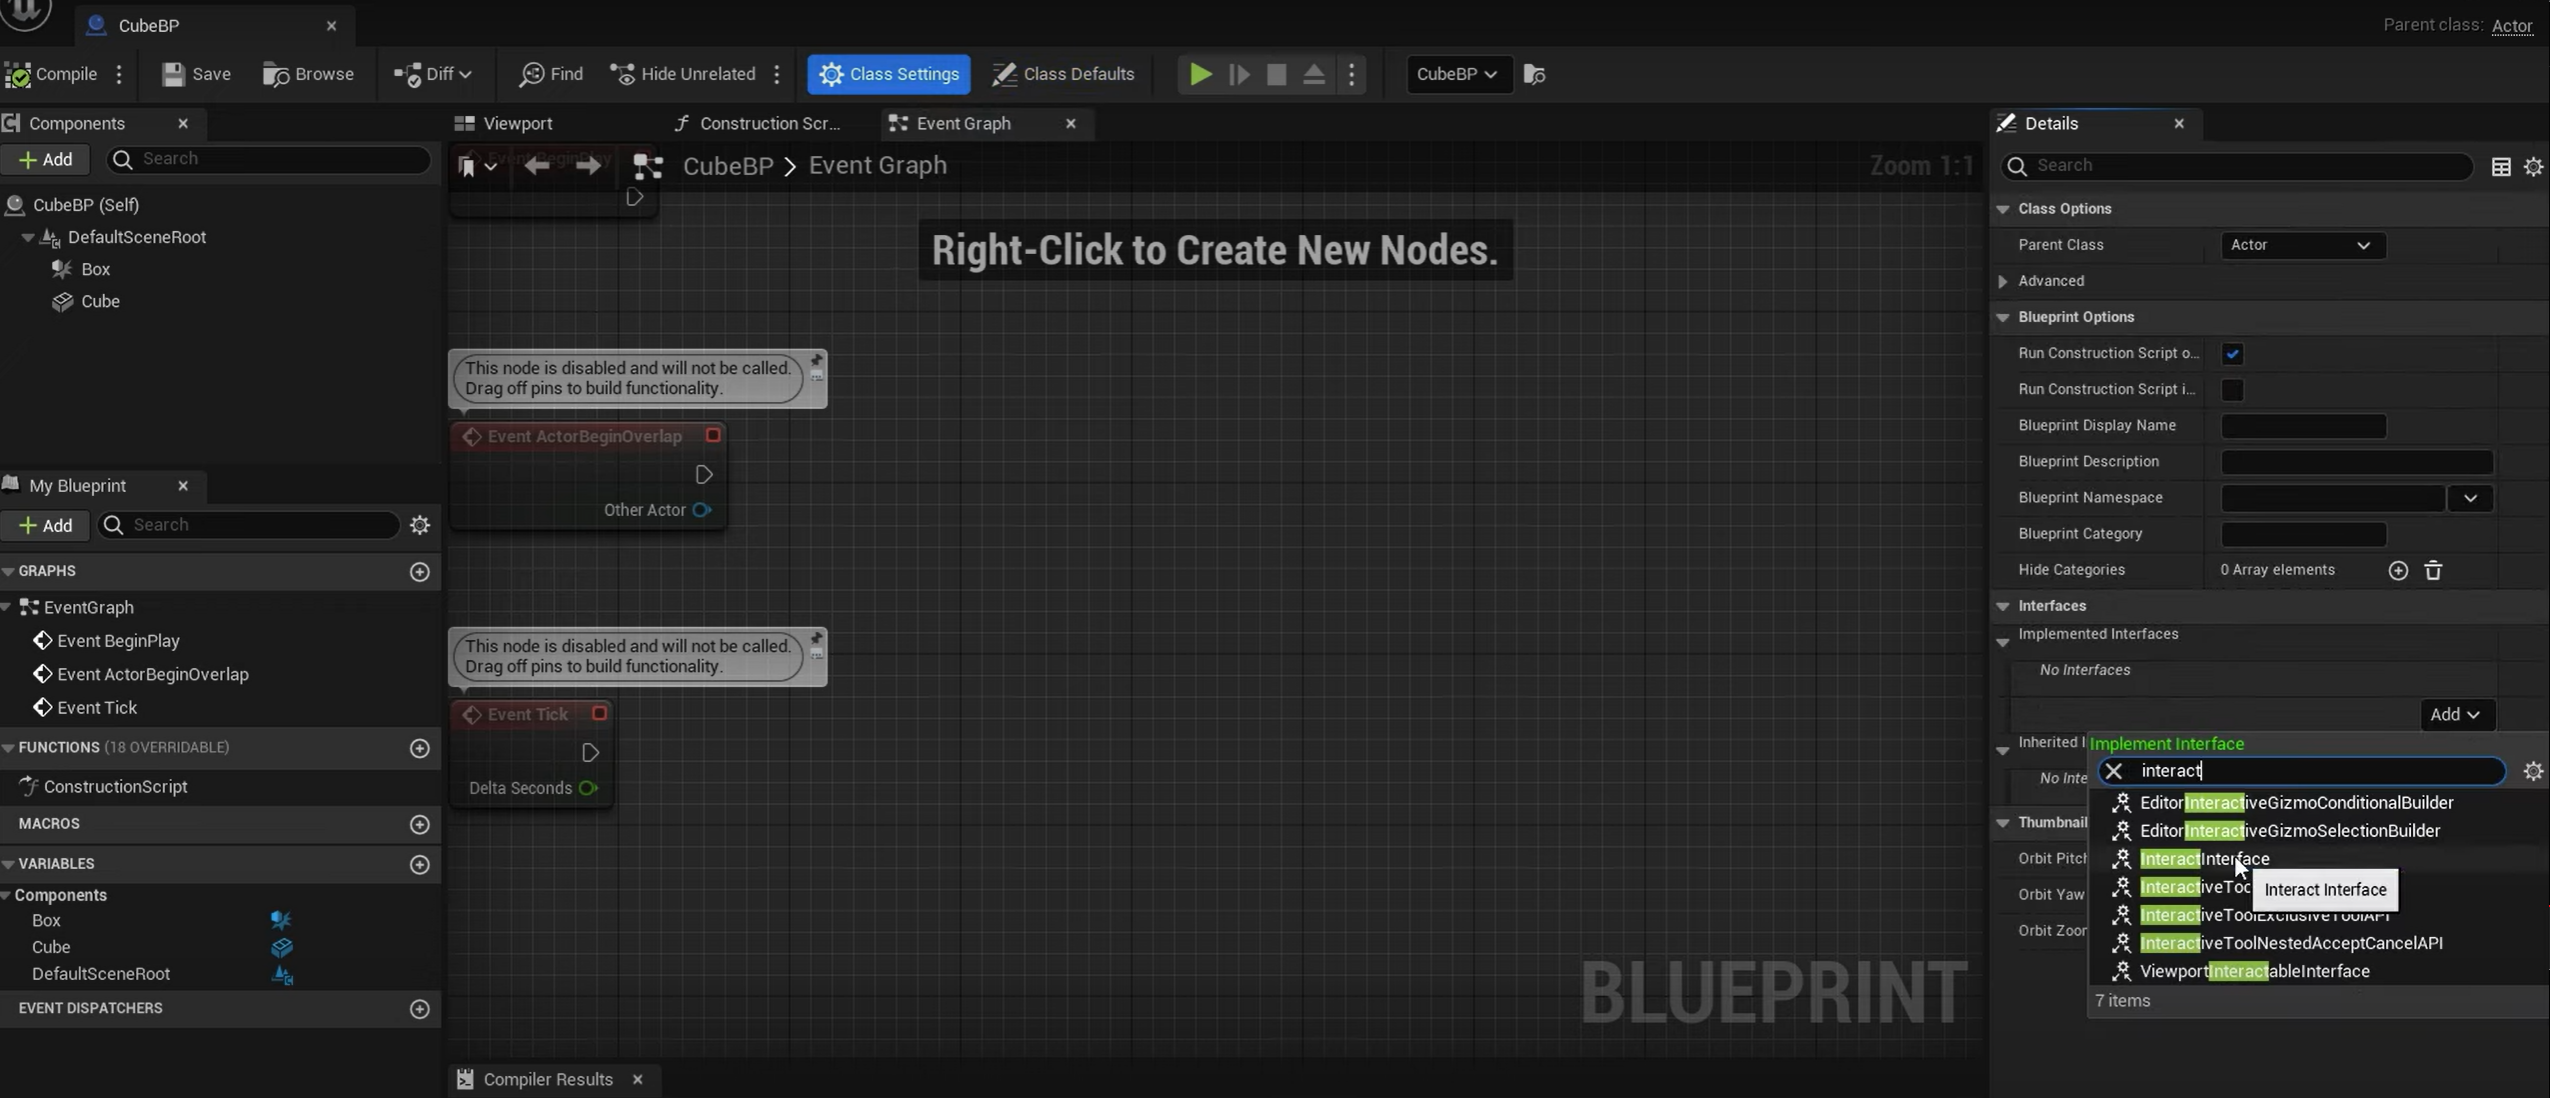 CubeBP
Parent class: Actor
Compile
Save
Browse
Diff
Find
Hide Unrelated
Class Settings
Class Defaults
CubeBP
Components
Add
Search
CubeBP (Self)
DefaultSceneRoot
Box
Cube
My Blueprint
Add
Search
GRAPHS
EventGraph
Event BeginPlay
Event ActorBeginOverlap
Event Tick
FUNCTIONS (18 OVERRIDABLE)
ConstructionScript
MACROS
VARIABLES
Components
Box
Cube
DefaultSceneRoot
EVENT DISPATCHERS
Viewport
Construction Scr...
Event Graph
Event BeginPlay
CubeBP > Event Graph
Zoom 1:1
Right-Click to Create New Nodes.
This node is disabled and will not be called.
Drag off pins to build functionality.
Event ActorBeginOverlap
Other Actor
This node is disabled and will not be called.
Drag off pins to build functionality.
Event Tick
Delta Seconds
BLUEPRINT
Compiler Results
Details
Search
Class Options
Parent Class
Actor
Advanced
Blueprint Options
Run Construction Script o...
Run Construction Script i...
Blueprint Display Name
Blueprint Description
Blueprint Namespace
Blueprint Category
Hide Categories
0 Array elements
Interfaces
Implemented Interfaces
No Interfaces
Add
Inherited I
No Inte
Thumbnail
Orbit Pitch
Orbit Yaw
Orbit Zoom
Implement Interface
interact
EditorInteractiveGizmoConditionalBuilder
EditorInteractiveGizmoSelectionBuilder
InteractInterface
InteractiveToo
Interact Interface
InteractiveToolExclusiveToolAPI
InteractiveToolNestedAcceptCancelAPI
ViewportInteractableInterface
7 items